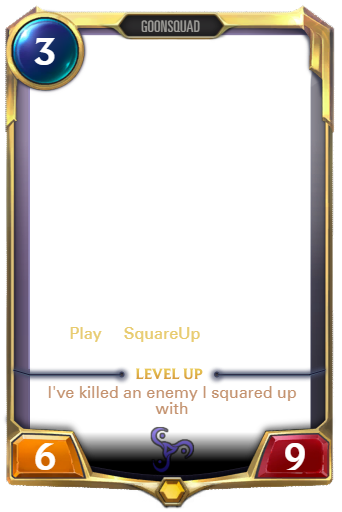 GOONSQUAD
3
Play SquareUp
LEVEL UP
I've killed an enemy I squared up
with
6
9